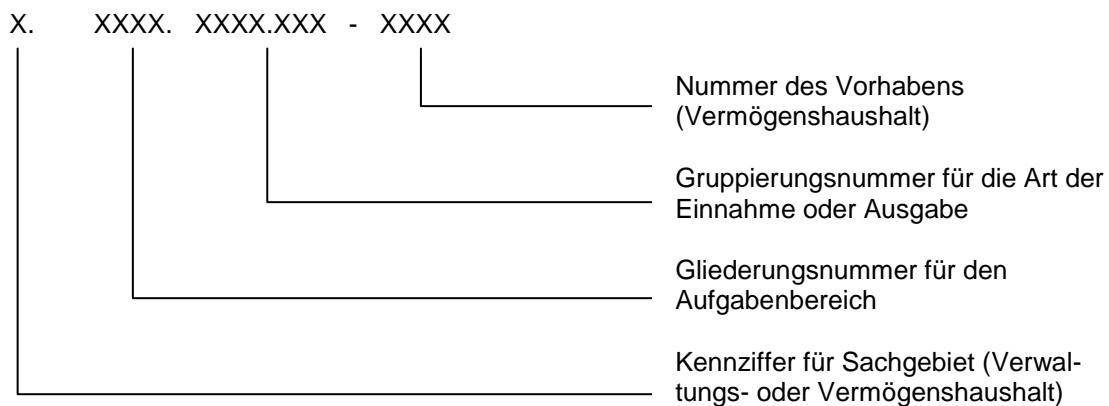 X. XXXX. XXXX.XXX - XXXX
Nummer des Vorhabens
(Vermögenshaushalt)
Gruppierungsnummer für die Art der
Einnahme oder Ausgabe
Gliederungsnummer für den
Aufgabenbereich
Kennziffer für Sachgebiet (Verwal-
tungs- oder Vermögenshaushalt)